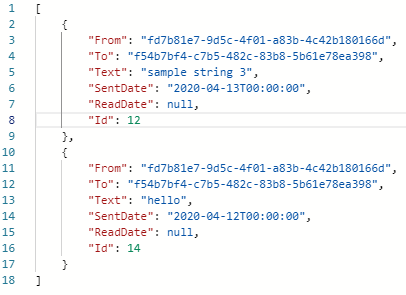 1 [
2 {
3 "From": "fd7b81e7-9d5c-4f01-a83b-4c42b180166d",
4 "To": "f54b7bf4-c7b5-482c-83b8-5b61e78ea398",
5 "Text": "sample string 3",
6 "SentDate": "2020-04-13T00:00:00",
7 "ReadDate": null,
8 "Id": 12
9 },
10 {
11 "From": "fd7b81e7-9d5c-4f01-a83b-4c42b180166d",
12 "To": "f54b7bf4-c7b5-482c-83b8-5b61e78ea398",
13 "Text": "hello",
14 "SentDate": "2020-04-12T00:00:00",
15 "ReadDate": null,
16 "Id": 14
17 }
18 ]